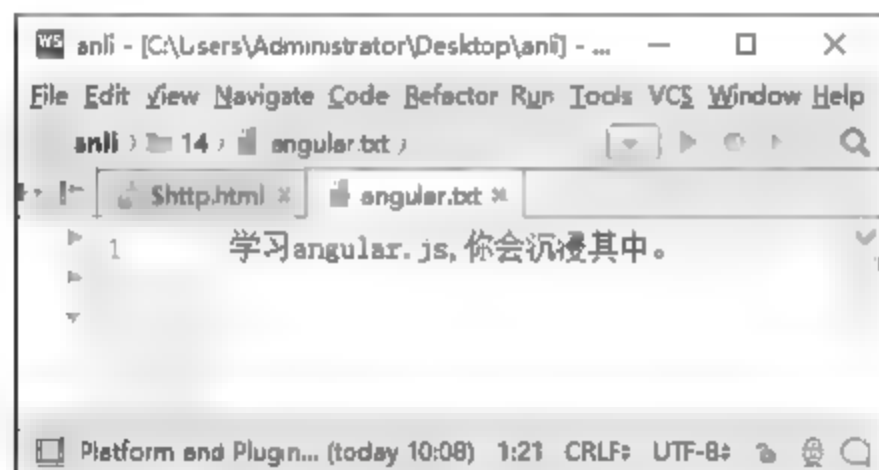 WS anli - [C:\Users\Administrator\Desktop\anli] - ...
File Edit View Navigate Code Refactor Run Tools VCS Window Help
anli 14 angular.txt
$http.html angular.txt
1 学习angular.js,你会沉浸其中。
Platform and Plugin... (today 10:08) 1:21 CRLF UTF-8